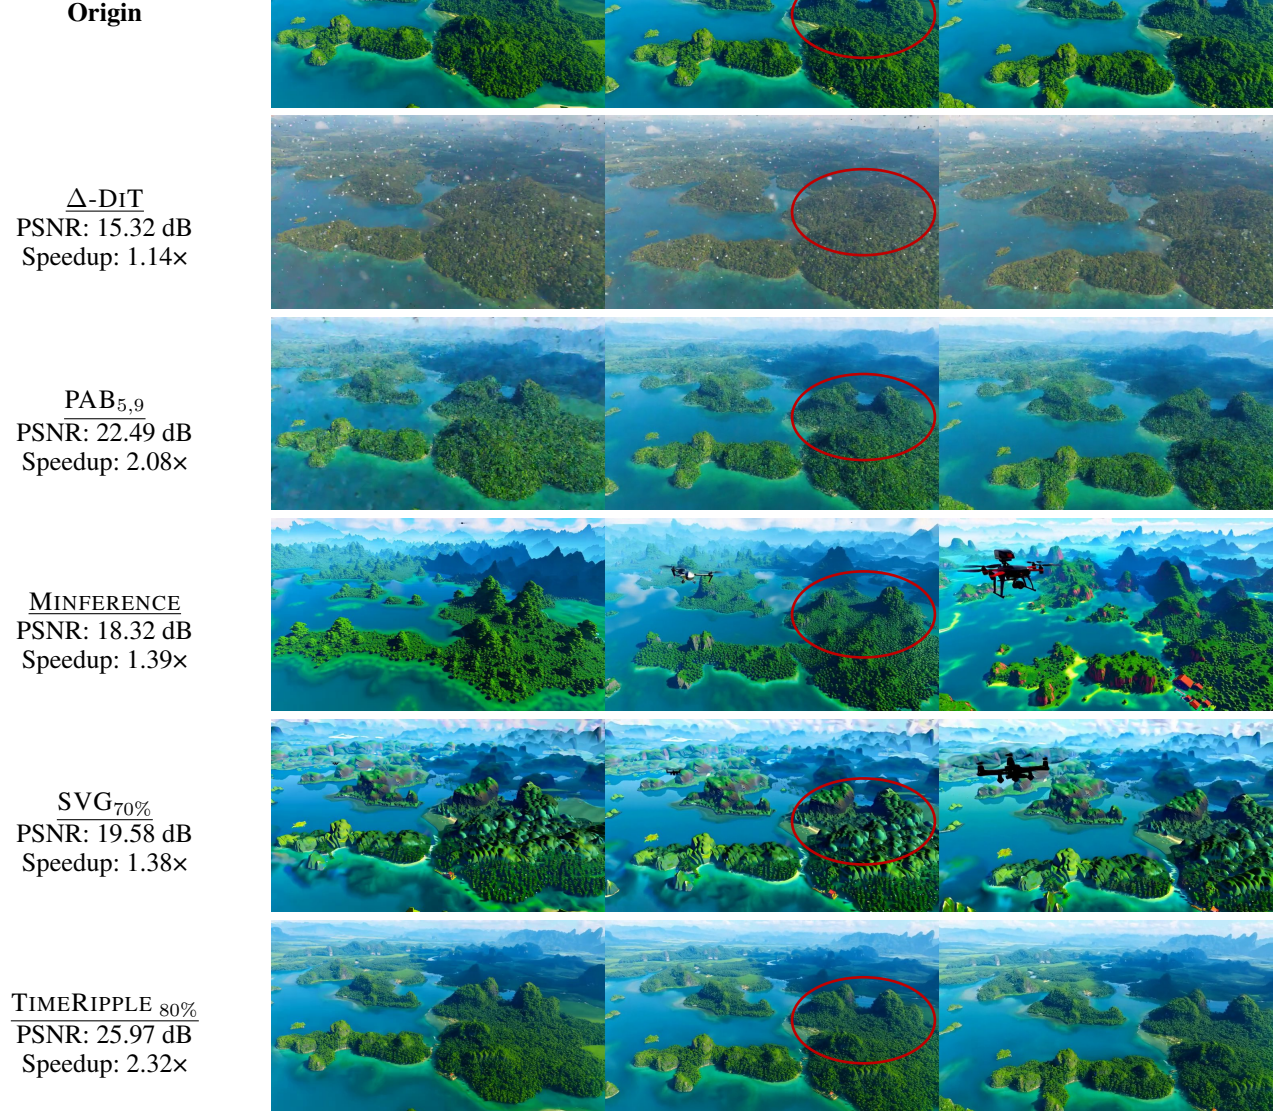 Origin
Δ-DIT
PSNR: 15.32 dB
Speedup: 1.14×
PAB5,9
PSNR: 22.49 dB
Speedup: 2.08×
MINFERENCE
PSNR: 18.32 dB
Speedup: 1.39×
SVG70%
PSNR: 19.58 dB
Speedup: 1.38×
TIMERIPPLE 80%
PSNR: 25.97 dB
Speedup: 2.32×